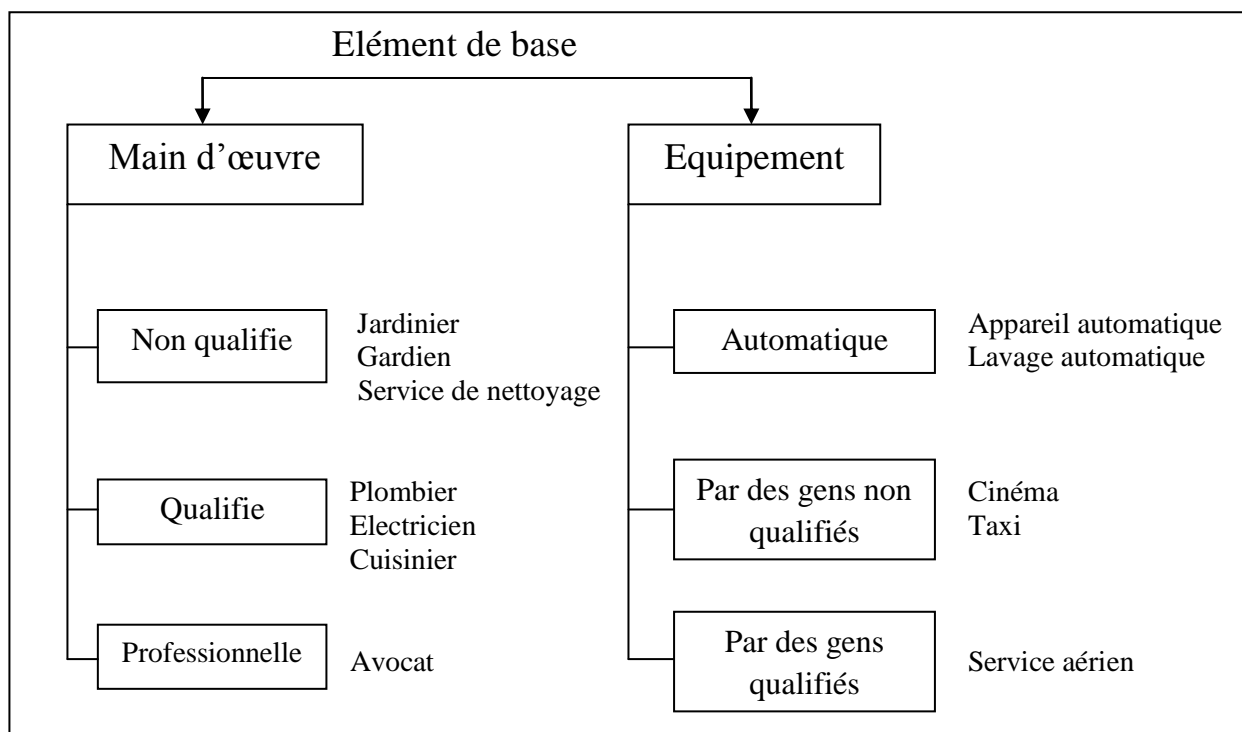 Elément de base
Main d'œuvre
Equipement
Non qualifie
Jardinier
Gardien
Service de nettoyage
Automatique
Appareil automatique
Lavage automatique
Qualifie
Plombier
Electricien
Cuisinier
Par des gens non
qualifiés
Cinéma
Taxi
Professionnelle
Avocat
Par des gens
qualifiés
Service aérien